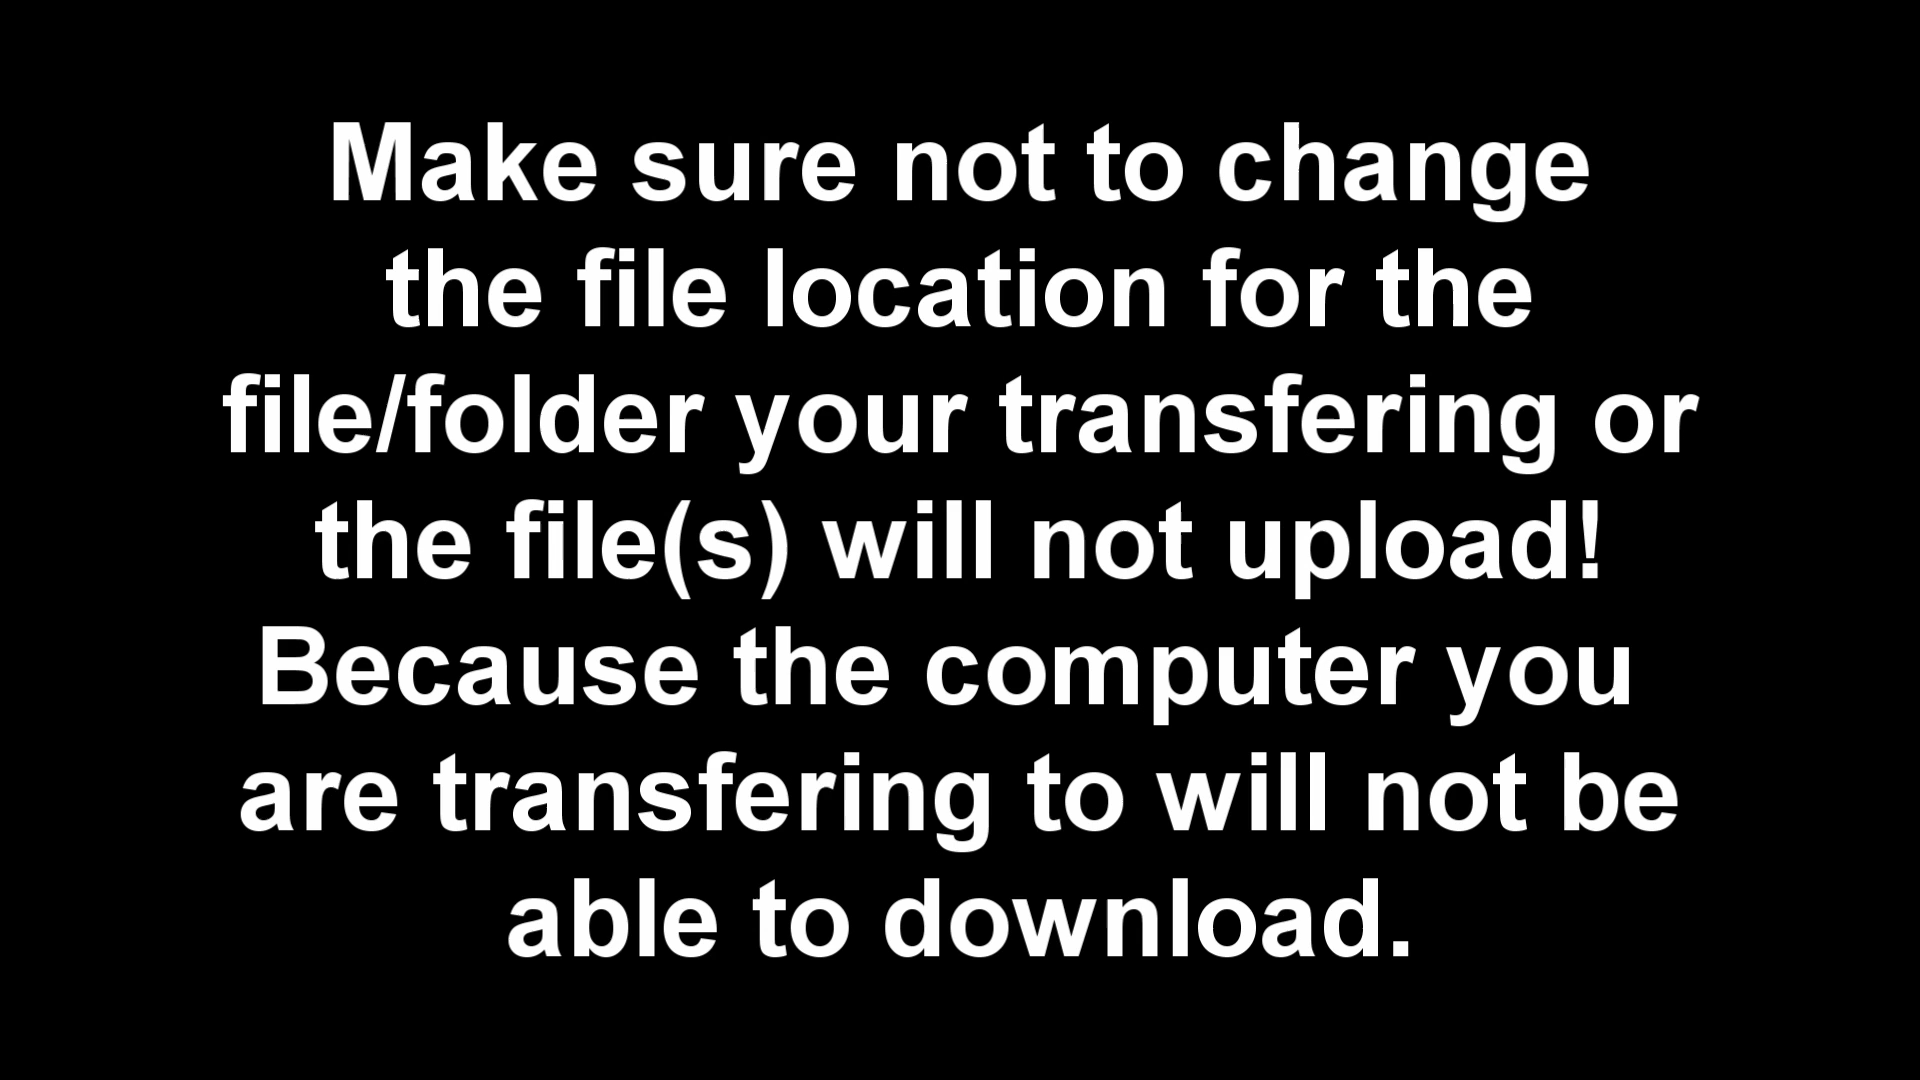 Make sure not to change
the file location for the
file/folder your transfering or
the file(s) will not upload!
Because the computer you
are transfering to will not be
able to download.